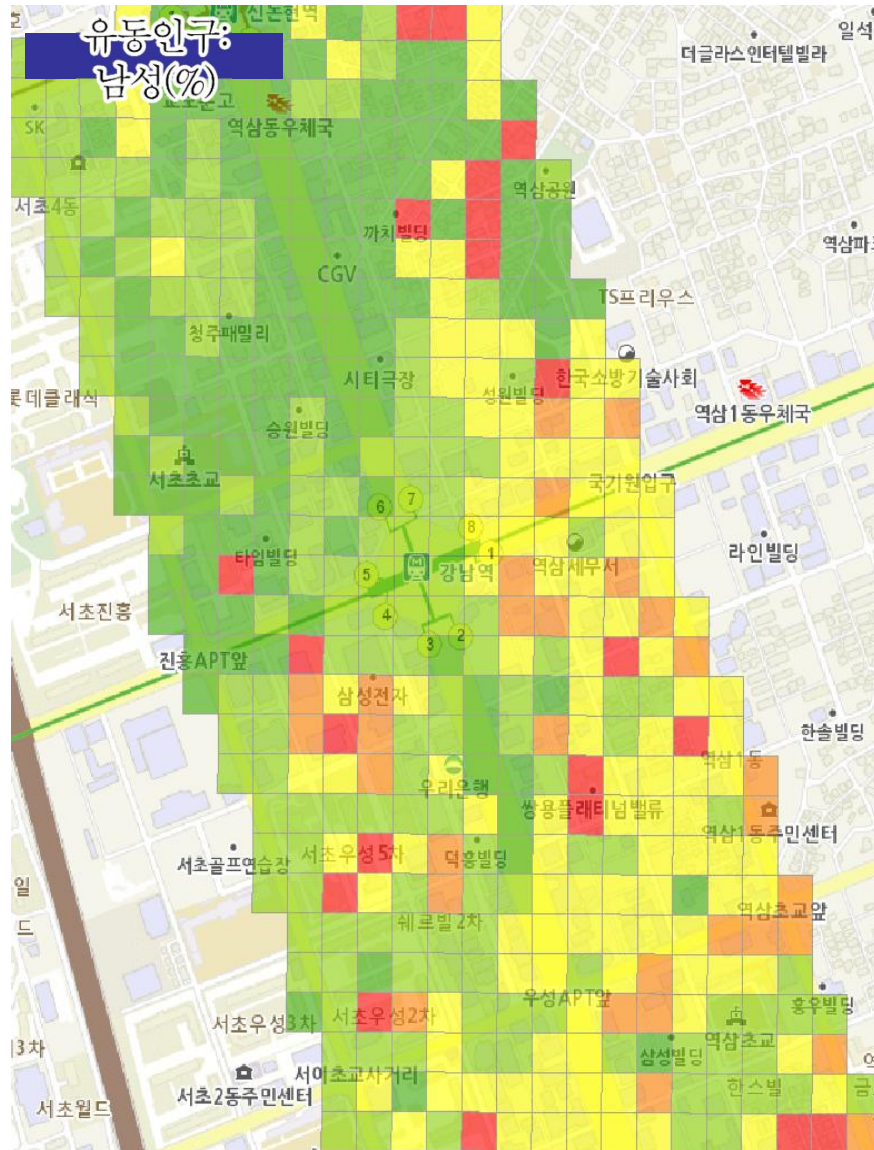 신논현역
유동인구:
남성(%)
교보문고
일석
더글라스인터텔빌라
SK
역삼동우체국
서초4동
역삼공원
까치빌딩
역삼파크
CGV
TS프리우스
청주패밀리
시티극장
성원빌딩
한국소방기술사회
롯데클래식
역삼1동우체국
승원빌딩
서초초교
국기원입구
6
7
8
1
타임빌딩
5
강남역
역삼세무서
라인빌딩
서초진흥
4
3
2
진흥APT앞
삼성전자
한솔빌딩
역삼1동
우리은행
쌍용플래티넘밸류
역삼1동주민센터
서초골프연습장
서초우성5차
덕흥빌딩
일
드
쉐르빌2차
역삼초교앞
우성APT앞
흥우빌딩
서초우성3차
서초우성2차
역삼초교
3차
삼성빌딩
서이초교사거리
서초2동주민센터
한스빌
금
서초월드